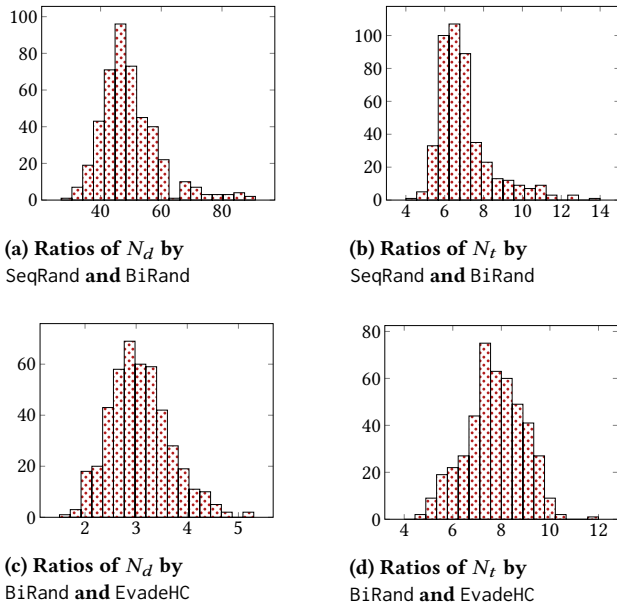 100
80
60
40
20
0
40 60 80
(a) Ratios of N_d by
SeqRand and BiRand
100
80
60
40
20
0
4 6 8 10 12 14
(b) Ratios of N_t by
SeqRand and BiRand
60
40
20
0
2 3 4 5
(c) Ratios of N_d by
BiRand and EvadeHC
80
60
40
20
0
4 6 8 10 12
(d) Ratios of N_t by
BiRand and EvadeHC